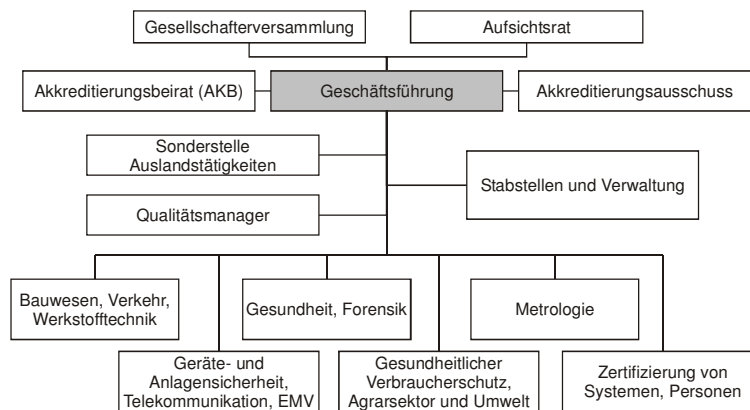 Gesellschafterversammlung
Aufsichtsrat
Akkreditierungsbeirat (AKB)
Geschäftsführung
Akkreditierungsausschuss
Sonderstelle
Auslandstätigkeiten
Stabstellen und Verwaltung
Qualitätsmanager
Bauwesen, Verkehr,
Werkstofftechnik
Gesundheit, Forensik
Metrologie
Geräte- und
Anlagensicherheit,
Telekommunikation, EMV
Gesundheitlicher
Verbraucherschutz,
Agrarsektor und Umwelt
Zertifizierung von
Systemen, Personen